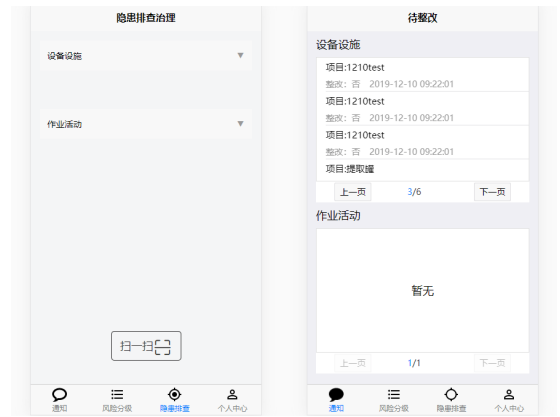 隐患排查治理
设备设施 ▼
作业活动 ▼
扫一扫
通知 风险分级 隐患排查 个人中心
待整改
设备设施
项目:1210test
整改：否 2019-12-10 09:22:01
项目:1210test
整改：否 2019-12-10 09:22:01
项目:1210test
整改：否 2019-12-10 09:22:01
项目:提取罐
上一页 3/6 下一页
作业活动
暂无
上一页 1/1 下一页
通知 风险分级 隐患排查 个人中心